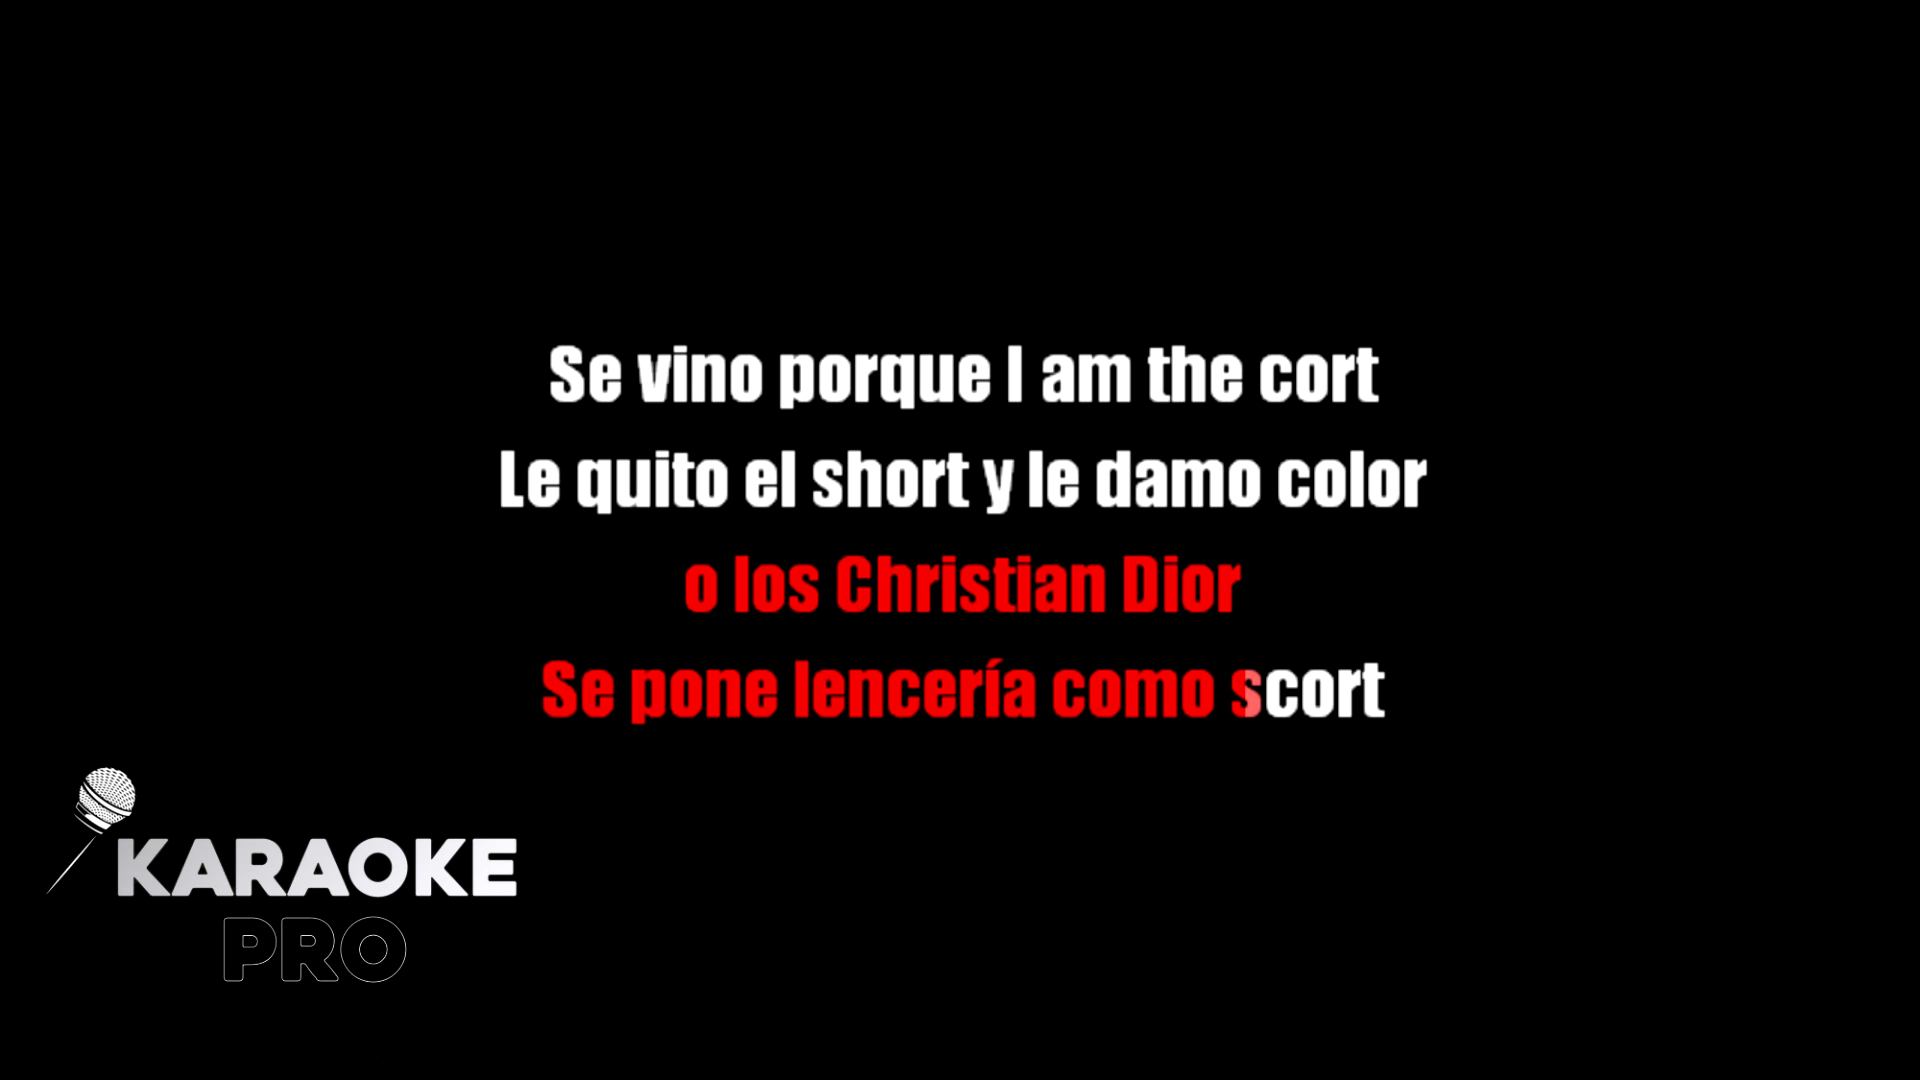 Se vino porque I am the cort
Le quito el short y le damo color
o los Christian Dior
Se pone lencería como scort
KARAOKE
PRO